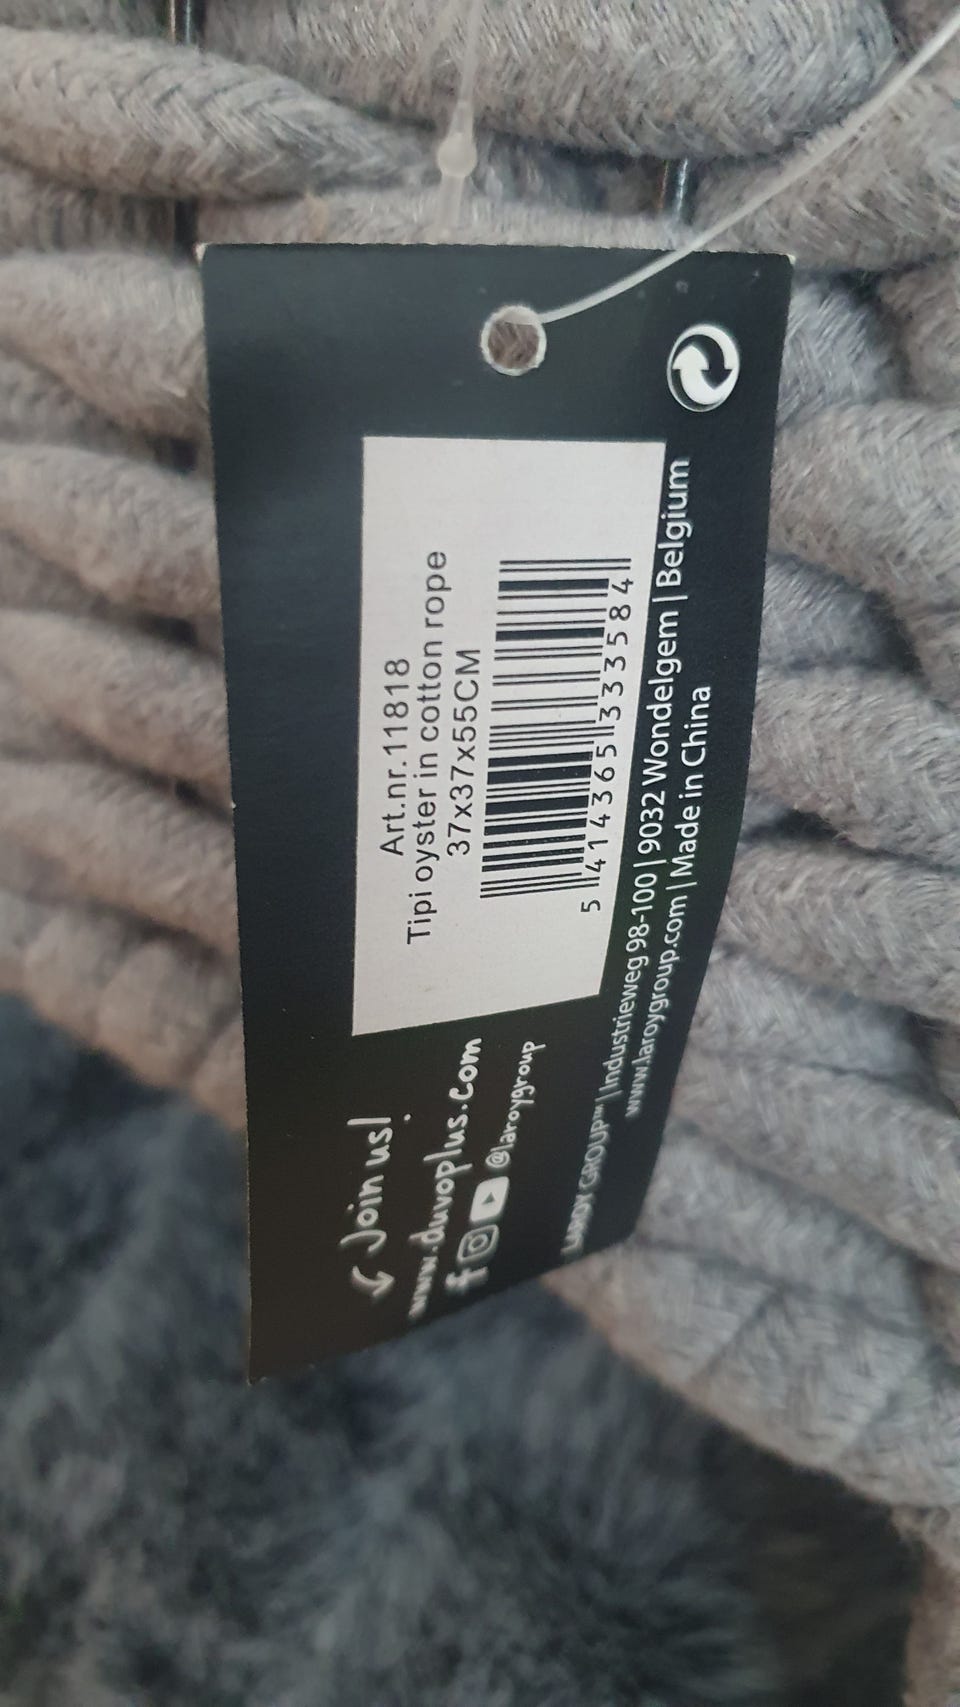 Art.nr.11818
Tipi oyster in cotton rope
37x37x55CM
5 414365 333584
Join us!
www.duvoplus.com
@laroygroup
LAROY GROUP™ | Industrieweg 98-100 | 9032 Wondelgem | Belgium
www.laroygroup.com | Made in China